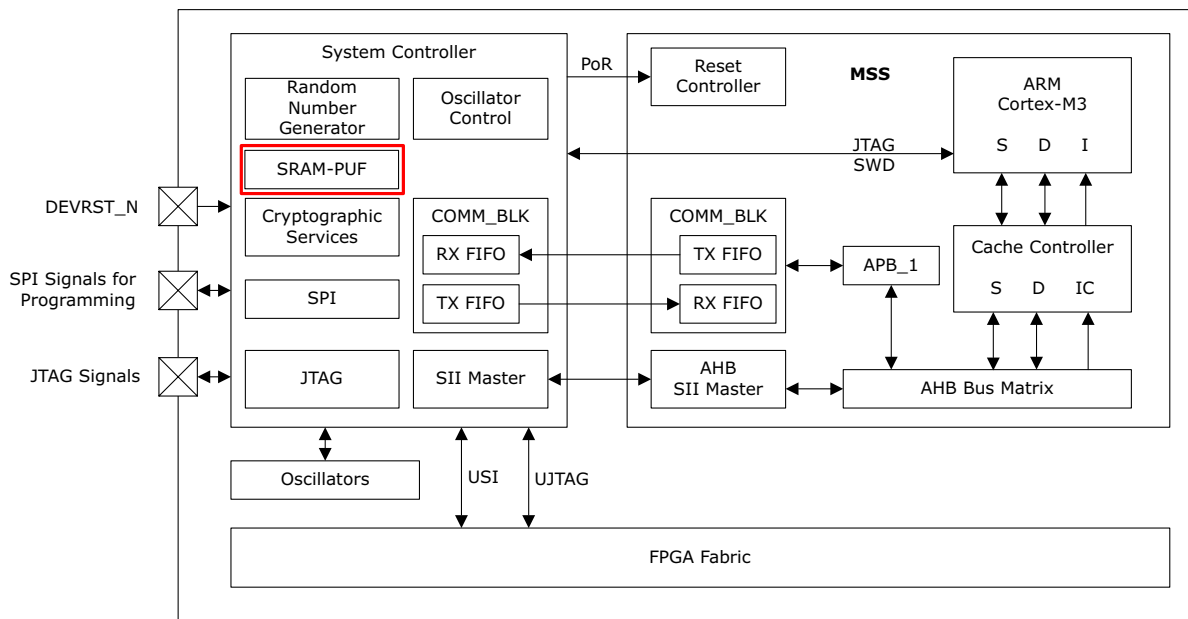 System Controller
Random
Number
Generator
Oscillator
Control
SRAM-PUF
Cryptographic
Services
COMM_BLK
RX FIFO
TX FIFO
SPI
JTAG
SII Master
PoR
Reset
Controller
MSS
ARM
Cortex-M3
S D I
JTAG
SWD
COMM_BLK
TX FIFO
RX FIFO
APB_1
Cache Controller
S D IC
AHB
SII Master
AHB Bus Matrix
DEVRST_N
SPI Signals for
Programming
JTAG Signals
Oscillators
USI
UJTAG
FPGA Fabric